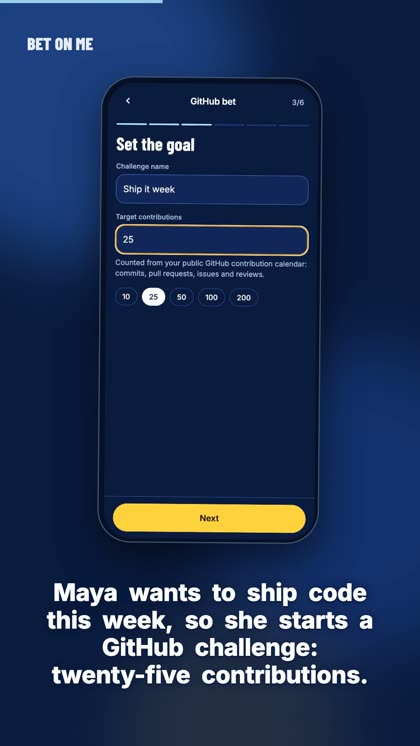 BET ON ME
GitHub bet
3/6
Set the goal
Challenge name
Ship it week
Target contributions
25
Counted from your public GitHub contribution calendar:
commits, pull requests, issues and reviews.
10 25 50 100 200
Next
Maya wants to ship code
this week, so she starts a
GitHub challenge:
twenty-five contributions.